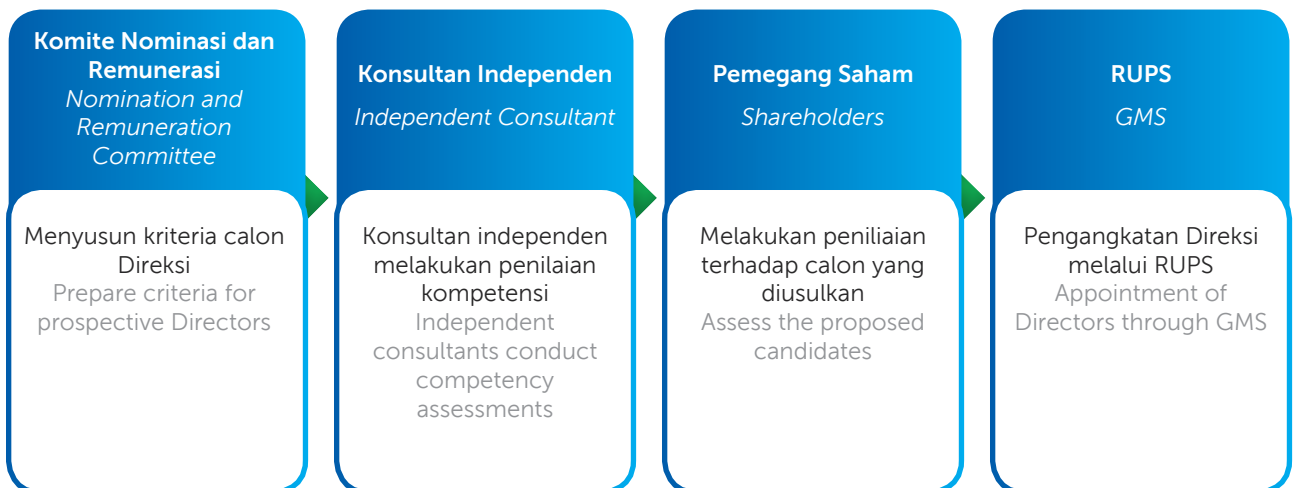 Komite Nominasi dan
Remunerasi
Nomination and
Remuneration
Committee
Menyusun kriteria calon
Direksi
Prepare criteria for
prospective Directors
Konsultan Independen
Independent Consultant
Konsultan independen
melakukan penilaian
kompetensi
Independent
consultants conduct
competency
assessments
Pemegang Saham
Shareholders
Melakukan peniliaian
terhadap calon yang
diusulkan
Assess the proposed
candidates
RUPS
GMS
Pengangkatan Direksi
melalui RUPS
Appointment of
Directors through GMS